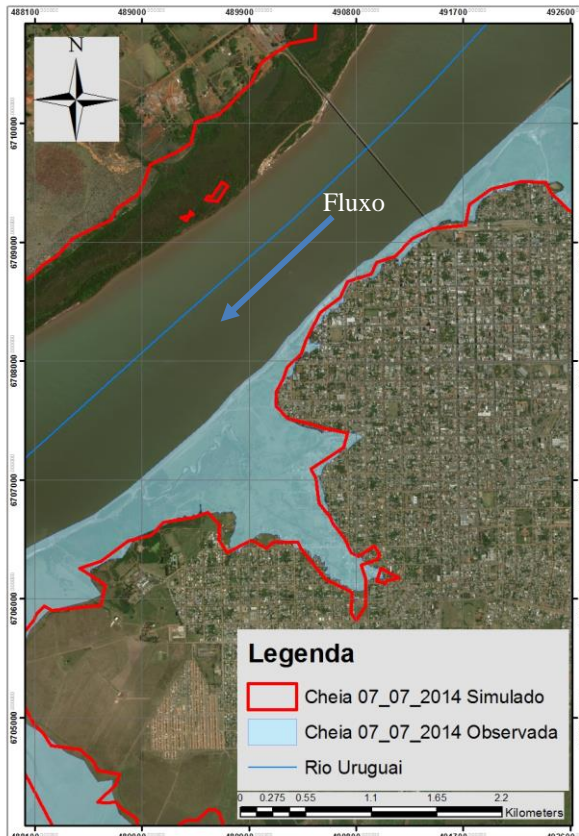 488100 489000 489900 490800 491700 492600
N
6710000
Fluxo
6709000
6708000
6707000
6706000
6705000
Legenda
Cheia 07_07_2014 Simulado
Cheia 07_07_2014 Observada
Rio Uruguai
0 0.275 0.55 1.1 1.65 2.2
Kilometers